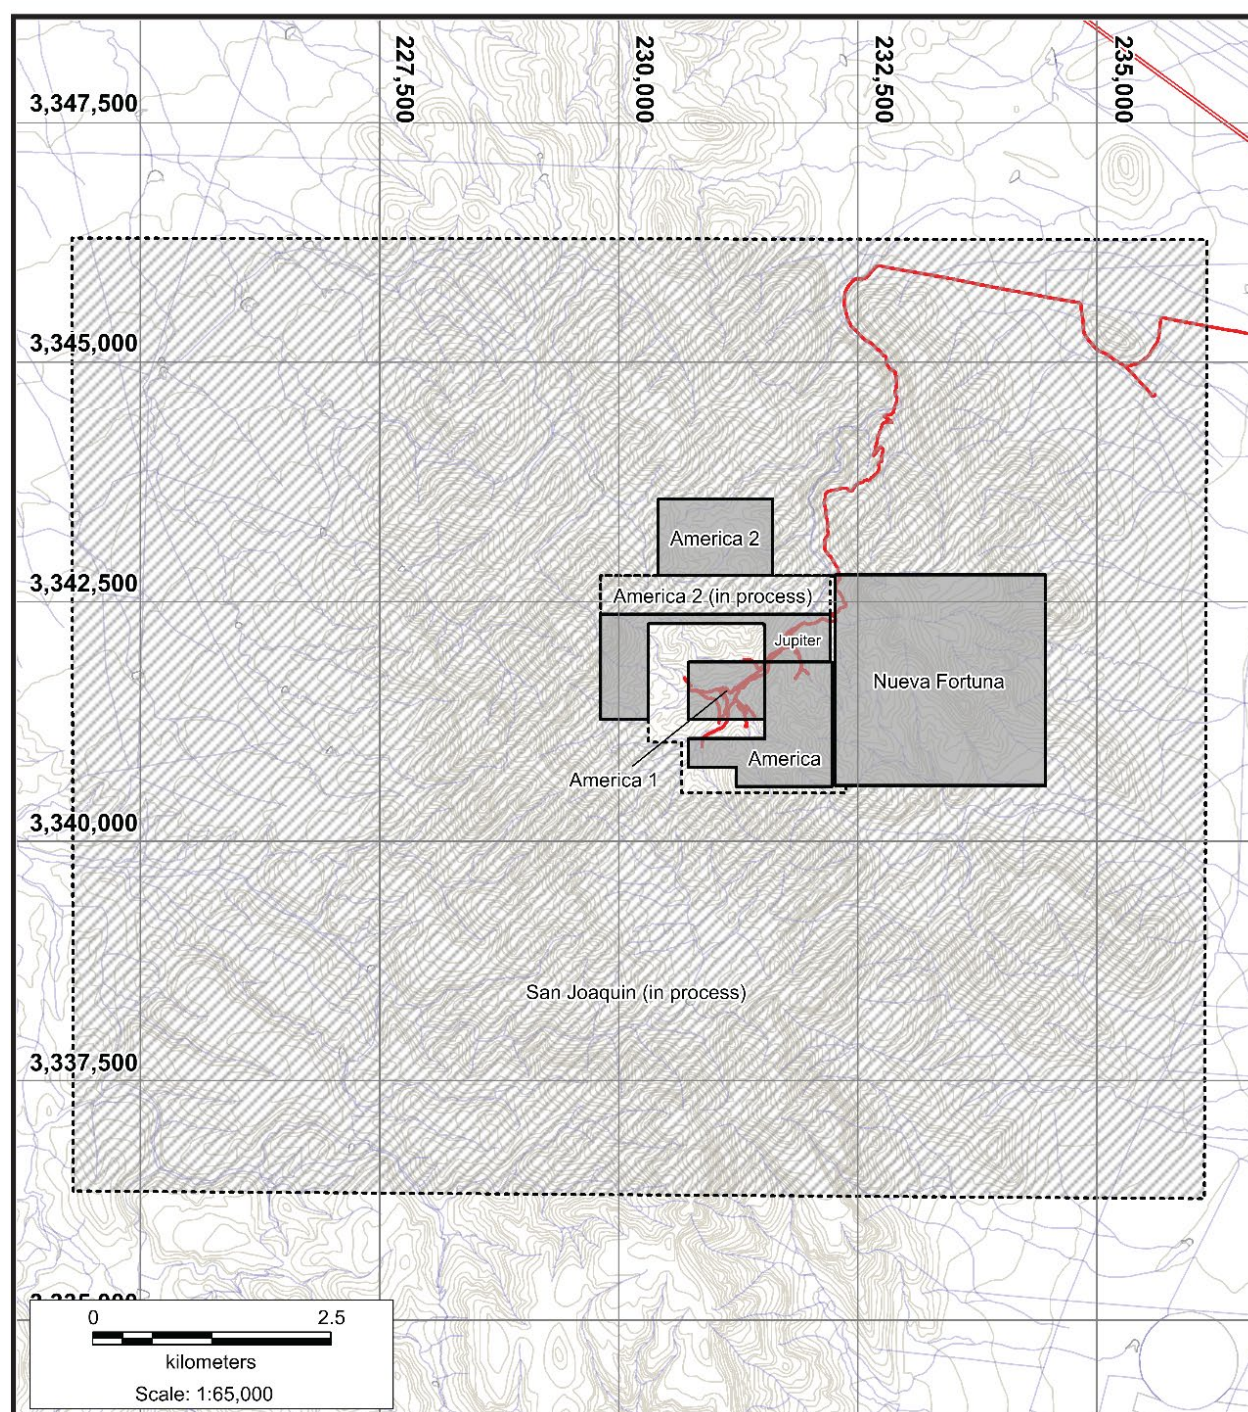 227,500
230,000
232,500
235,000
3,347,500
3,345,000
America 2
3,342,500
America 2 (in process)
Jupiter
Nueva Fortuna
America
America 1
3,340,000
San Joaquin (in process)
3,337,500
0 2.5
kilometers
Scale: 1:65,000